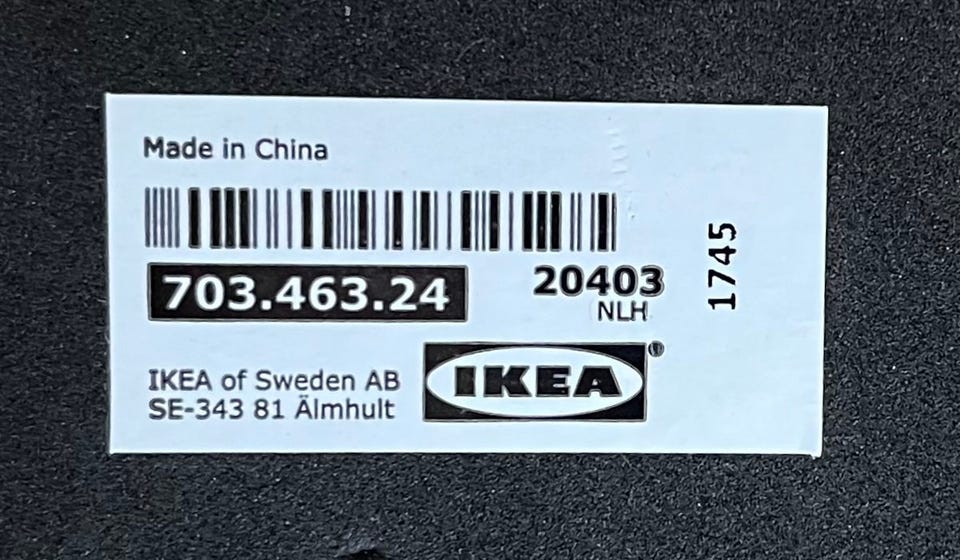 Made in China
703.463.24
20403
NLH
1745
IKEA of Sweden AB
SE-343 81 Älmhult
IKEA®